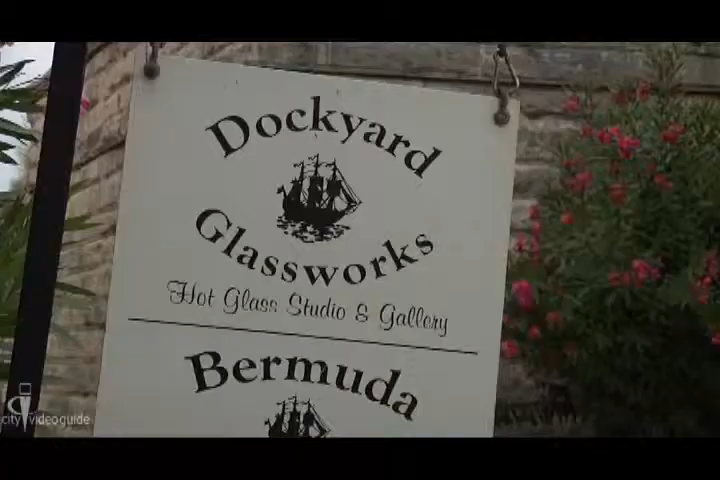 Dockyard
Glassworks
Hot Glass Studio & Gallery
Bermuda
city videoguide